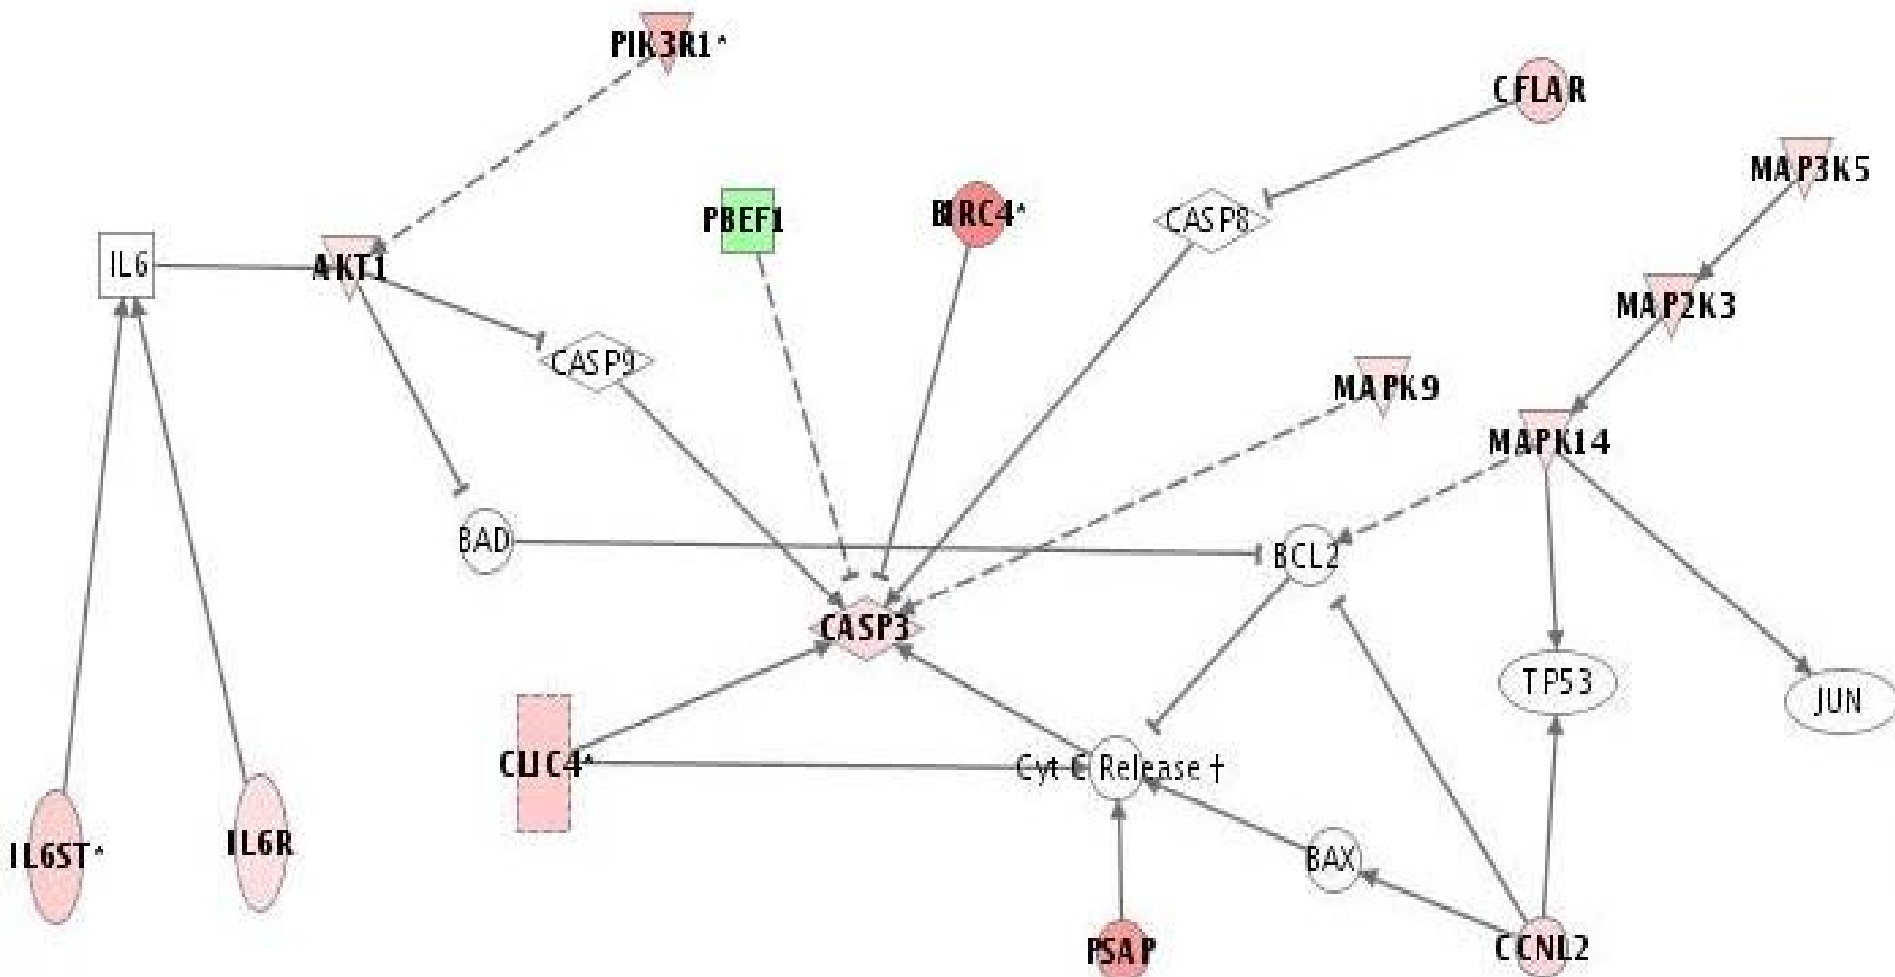 PIK3R1*
CFLAR
MAP3K5
PBEF1
BIRC4*
CASP8
IL6
AKT1
MAP2K3
CASP9
MAPK9
MAPK14
BAD
BCL2
CASP3
TP53
JUN
CLIC4*
Cyt C Release †
IL6ST*
IL6R
BAX
PSAP
CCNL2